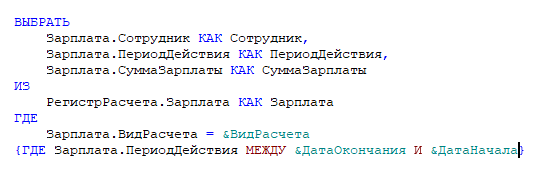 ВЫБРАТЬ
Зарплата.Сотрудник КАК Сотрудник,
Зарплата.ПериодДействия КАК ПериодДействия,
Зарплата.СуммаЗарплаты КАК СуммаЗарплаты
ИЗ
РегистрРасчета.Зарплата КАК Зарплата
ГДЕ
Зарплата.ВидРасчета = &ВидРасчета
{ГДЕ Зарплата.ПериодДействия МЕЖДУ &ДатаОкончания И &ДатаНачала}